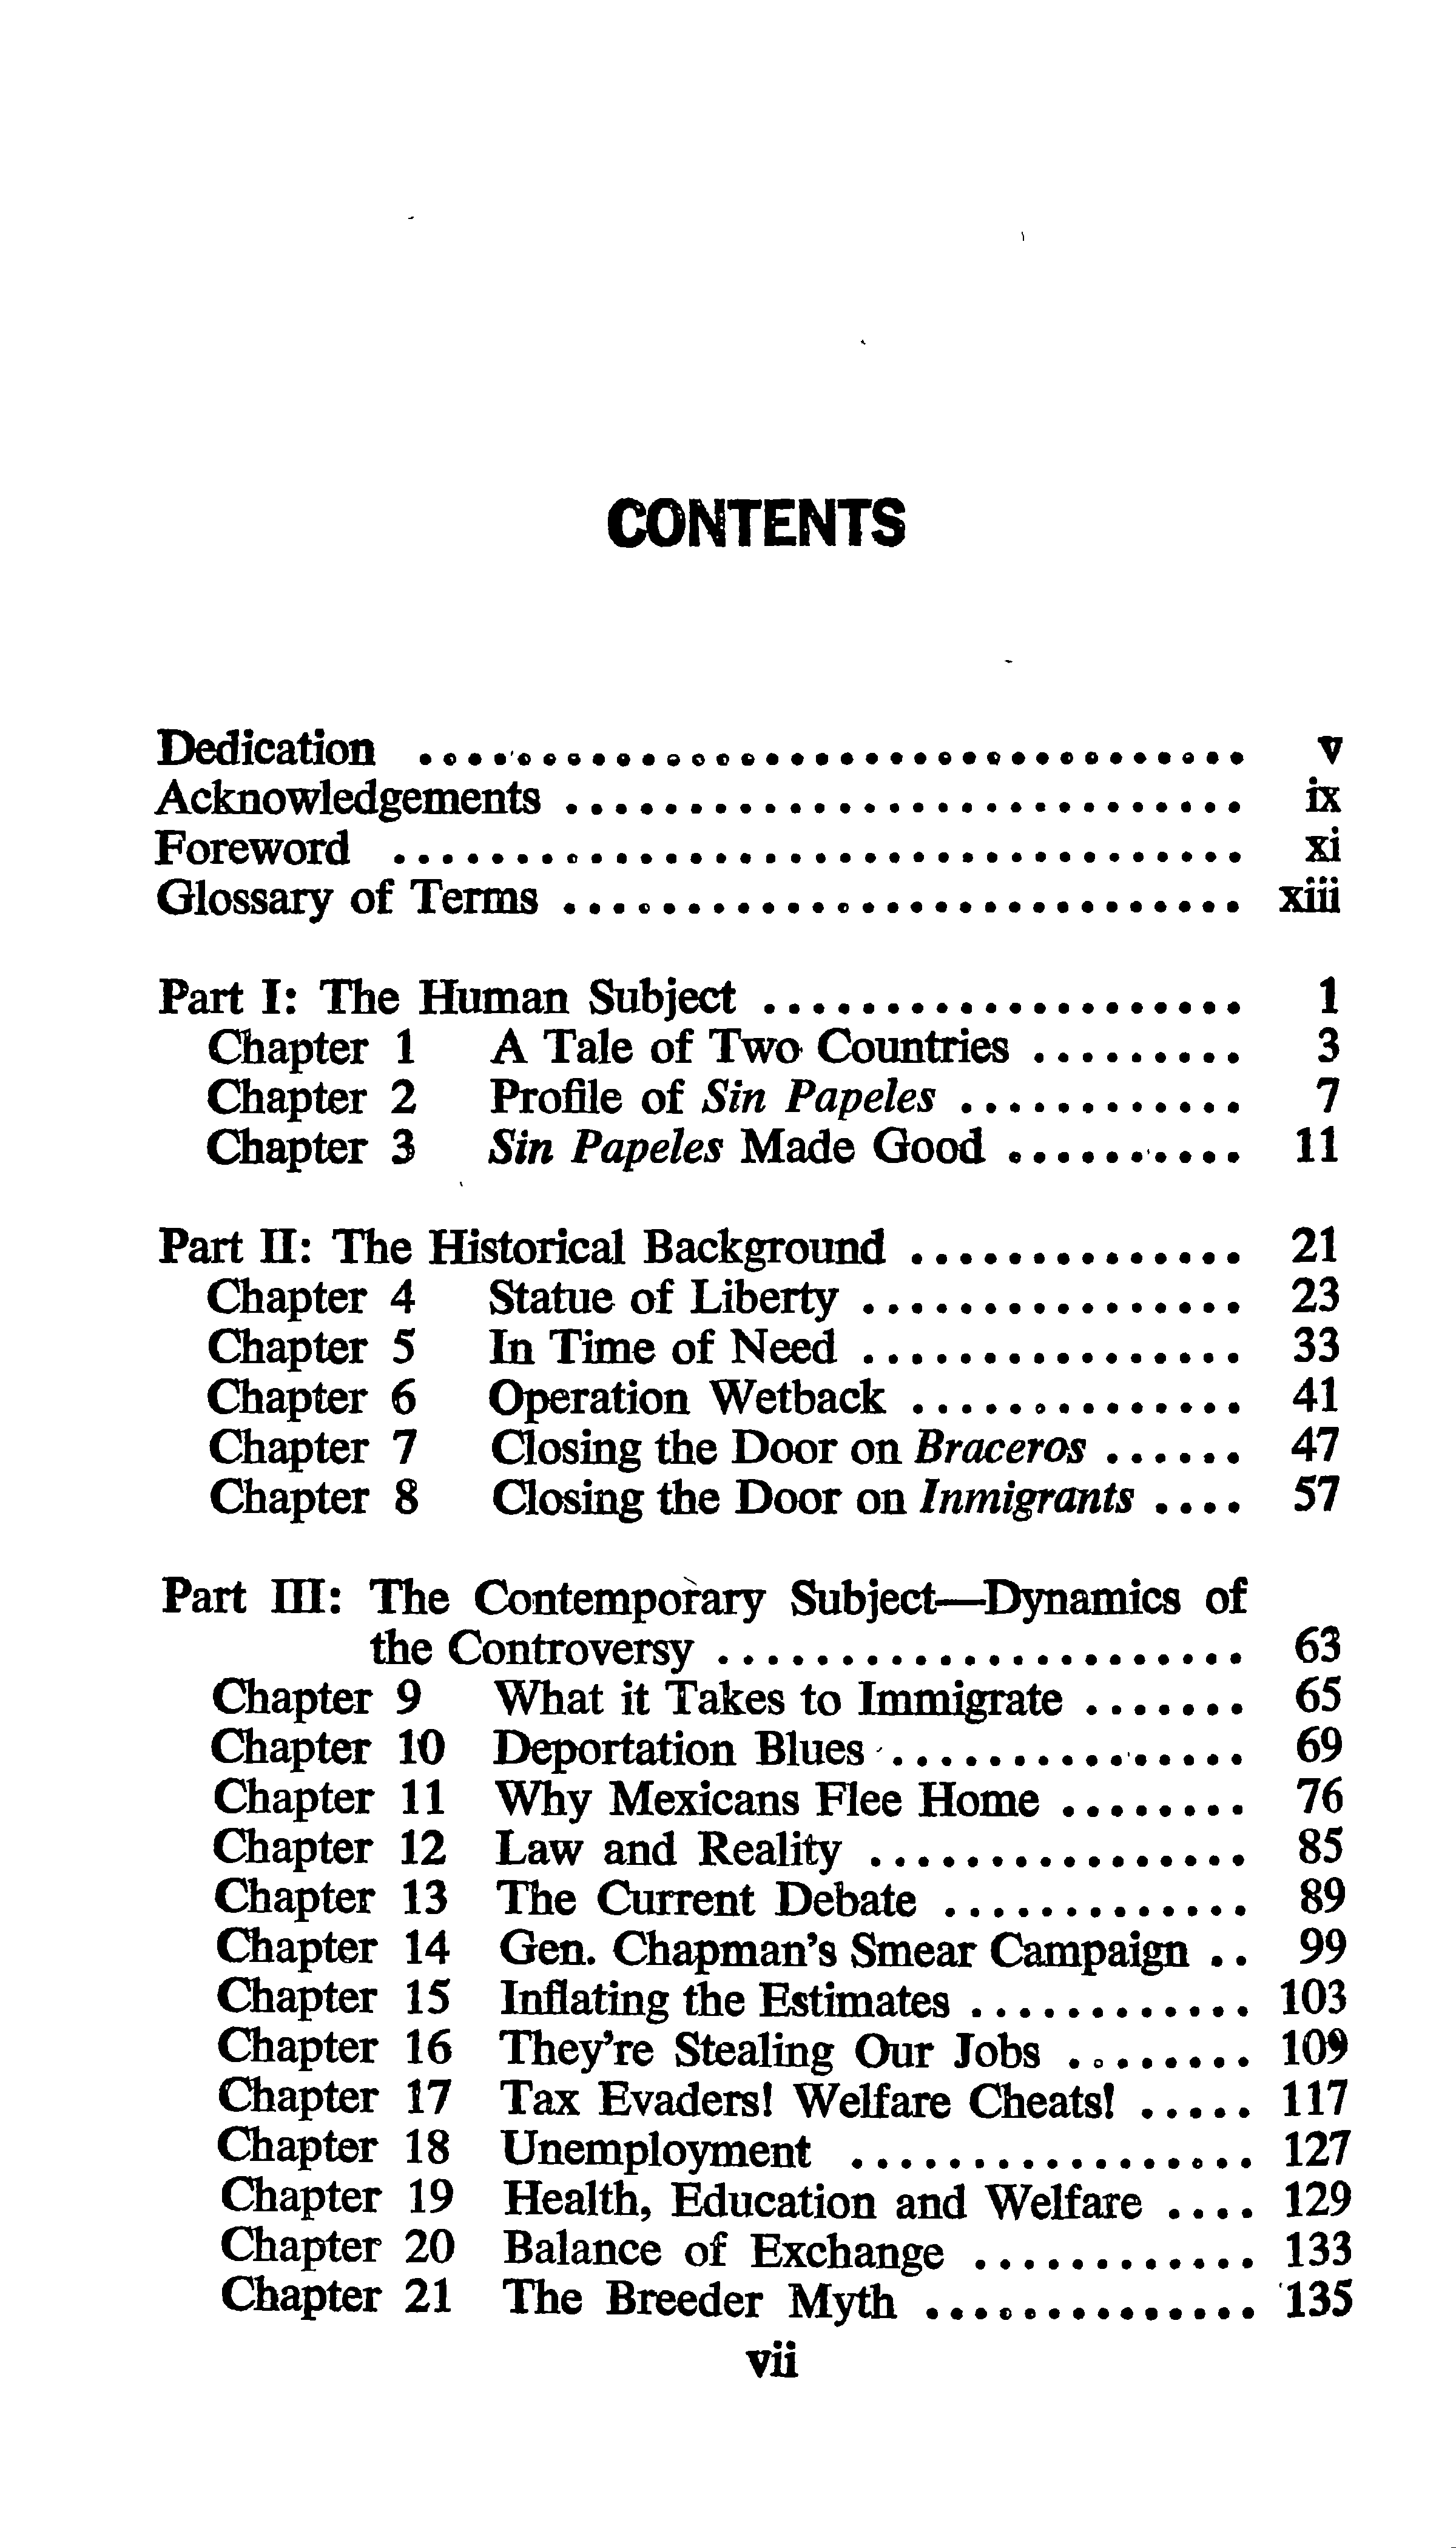 CONTENTS
Dedication .................................. v
Acknowledgements ............................ ix
Foreword ................................... xi
Glossary of Terms ............................ xiii
Part I: The Human Subject .................... 1
Chapter 1 A Tale of Two Countries ......... 3
Chapter 2 Profile of Sin Papeles ............ 7
Chapter 3 Sin Papeles Made Good .......... 11
Part II: The Historical Background .............. 21
Chapter 4 Statue of Liberty ................ 23
Chapter 5 In Time of Need ................ 33
Chapter 6 Operation Wetback .............. 41
Chapter 7 Closing the Door on Braceros ...... 47
Chapter 8 Closing the Door on Inmigrants .... 57
Part III: The Contemporary Subject—Dynamics of
the Controversy ...................... 63
Chapter 9 What it Takes to Immigrate ....... 65
Chapter 10 Deportation Blues ............... 69
Chapter 11 Why Mexicans Flee Home ........ 76
Chapter 12 Law and Reality ................ 85
Chapter 13 The Current Debate ............. 89
Chapter 14 Gen. Chapman's Smear Campaign .. 99
Chapter 15 Inflating the Estimates ............ 103
Chapter 16 They're Stealing Our Jobs ........ 109
Chapter 17 Tax Evaders! Welfare Cheats! ..... 117
Chapter 18 Unemployment ................. 127
Chapter 19 Health, Education and Welfare .... 129
Chapter 20 Balance of Exchange ............ 133
Chapter 21 The Breeder Myth .............. 135
vii